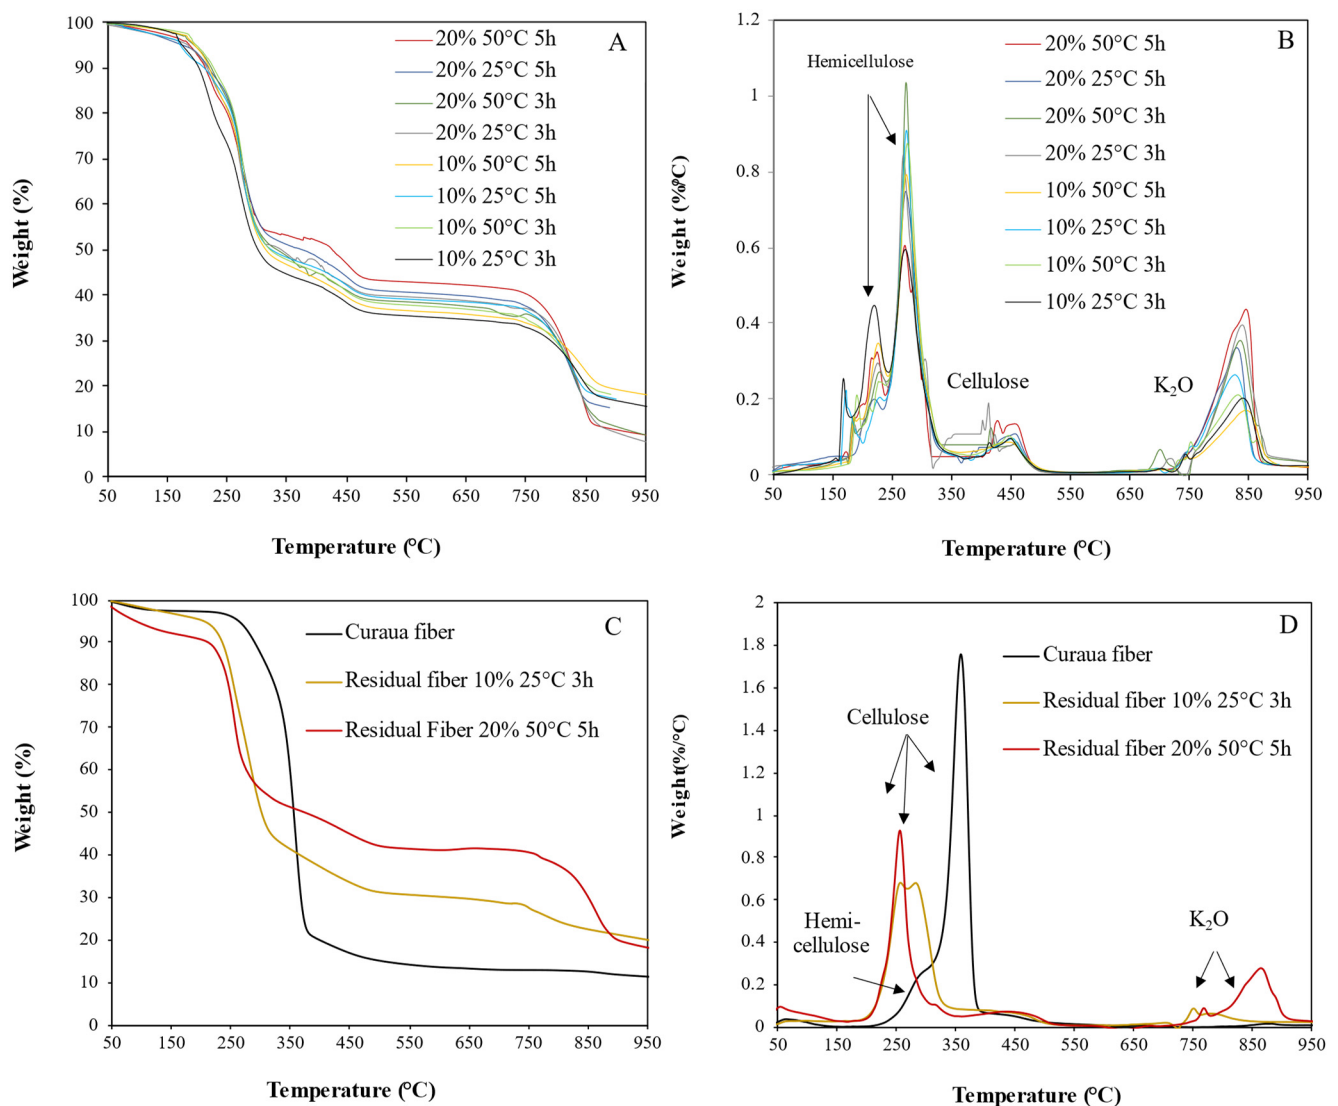 A
100
90
80
70
60
50
40
30
20
10
0
Weight (%)
20% 50°C 5h
20% 25°C 5h
20% 50°C 3h
20% 25°C 3h
10% 50°C 5h
10% 25°C 5h
10% 50°C 3h
10% 25°C 3h
50 150 250 350 450 550 650 750 850 950
Temperature (°C)
B
1.2
1
0.8
0.6
0.4
0.2
0
Weight (%/°C)
Hemicellulose
20% 50°C 5h
20% 25°C 5h
20% 50°C 3h
20% 25°C 3h
10% 50°C 5h
10% 25°C 5h
10% 50°C 3h
10% 25°C 3h
Cellulose
K₂O
50 150 250 350 450 550 650 750 850 950
Temperature (°C)
C
100
90
80
70
60
50
40
30
20
10
0
Weight (%)
Curaua fiber
Residual fiber 10% 25°C 3h
Residual Fiber 20% 50°C 5h
50 150 250 350 450 550 650 750 850 950
Temperature (°C)
D
2
1.8
1.6
1.4
1.2
1
0.8
0.6
0.4
0.2
0
Weight(%/°C)
Curaua fiber
Residual fiber 10% 25°C 3h
Residual fiber 20% 50°C 5h
Cellulose
Hemi-
cellulose
K₂O
50 150 250 350 450 550 650 750 850 950
Temperature (°C)